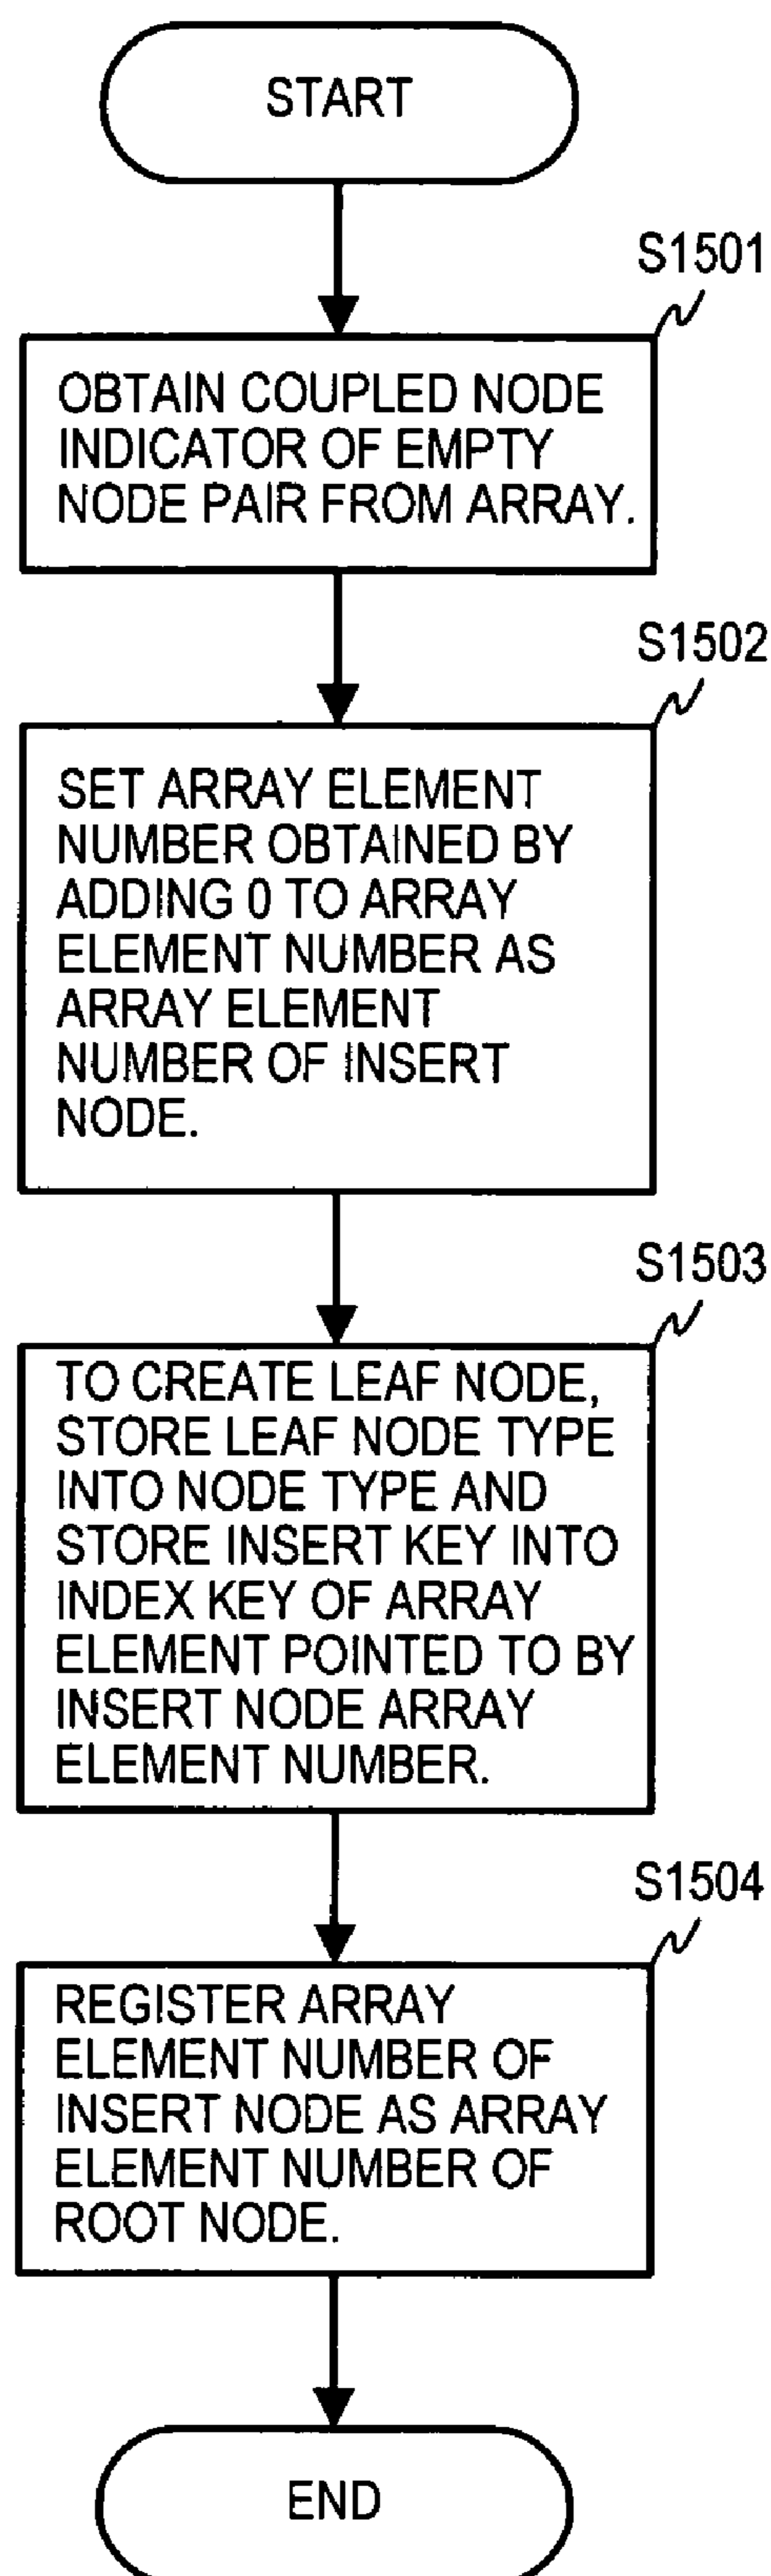 START
S1501
OBTAIN COUPLED NODE
INDICATOR OF EMPTY
NODE PAIR FROM ARRAY.
S1502
SET ARRAY ELEMENT
NUMBER OBTAINED BY
ADDING 0 TO ARRAY
ELEMENT NUMBER AS
ARRAY ELEMENT
NUMBER OF INSERT
NODE.
S1503
TO CREATE LEAF NODE,
STORE LEAF NODE TYPE
INTO NODE TYPE AND
STORE INSERT KEY INTO
INDEX KEY OF ARRAY
ELEMENT POINTED TO BY
INSERT NODE ARRAY
ELEMENT NUMBER.
S1504
REGISTER ARRAY
ELEMENT NUMBER OF
INSERT NODE AS ARRAY
ELEMENT NUMBER OF
ROOT NODE.
END